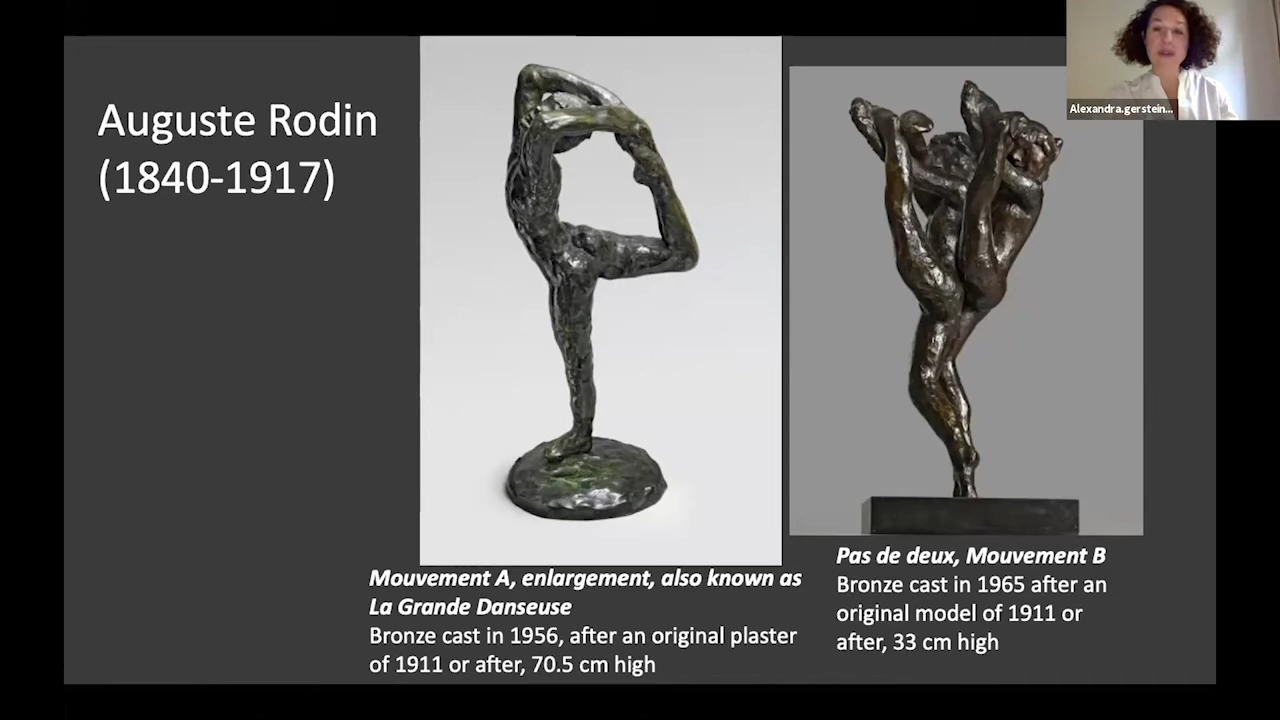 Auguste Rodin
(1840-1917)
Alexandra.gerstein...
Mouvement A, enlargement, also known as
La Grande Danseuse
Bronze cast in 1956, after an original plaster
of 1911 or after, 70.5 cm high
Pas de deux, Mouvement B
Bronze cast in 1965 after an
original model of 1911 or
after, 33 cm high